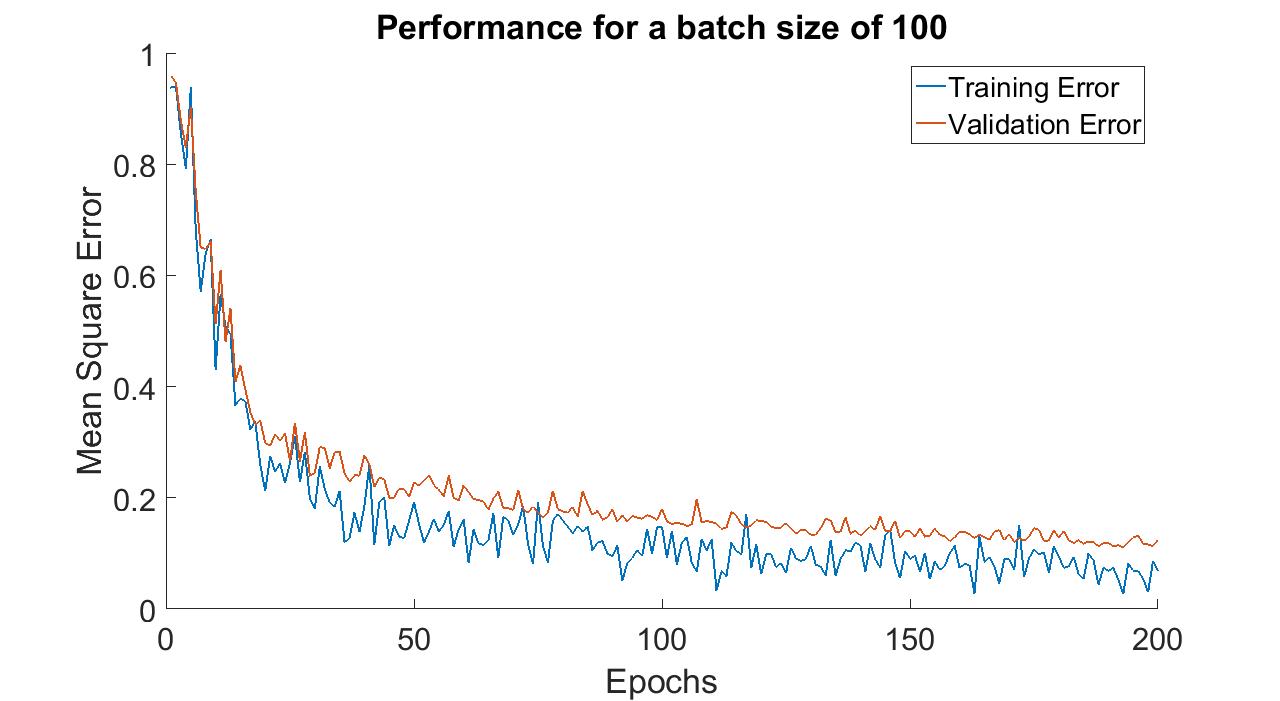 Performance for a batch size of 100
1
Training Error
Validation Error
0.8
0.6
0.4
0.2
0
Mean Square Error
0 50 100 150 200
Epochs